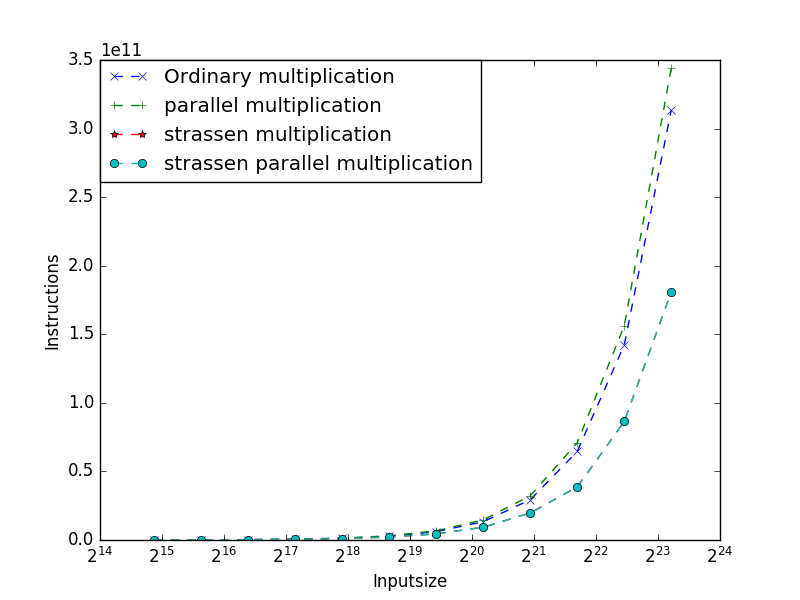 1e11
3.5
3.0
2.5
2.0
1.5
1.0
0.5
0.0
Ordinary multiplication
parallel multiplication
strassen multiplication
strassen parallel multiplication
Instructions
2^14 2^15 2^16 2^17 2^18 2^19 2^20 2^21 2^22 2^23 2^24
Inputsize